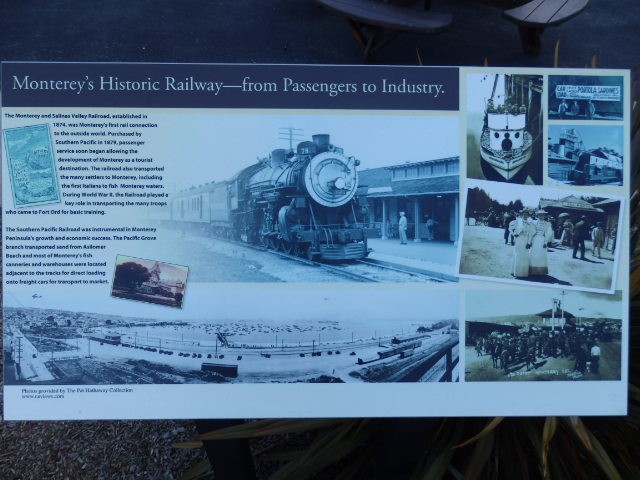 Monterey's Historic Railway—from Passengers to Industry.
The Monterey and Salinas Valley Railroad, established in
1874, was Monterey's first rail connection
to the outside world. Purchased by
Southern Pacific in 1879, passenger
service soon began allowing the
development of Monterey as a tourist
destination. The railroad also transported
the many settlers to Monterey, including
the first Italians to fish Monterey waters.
During World War II, the Railroad played a
key role in transporting the many troops
who came to Fort Ord for basic training.
The Southern Pacific Railroad was instrumental in Monterey
Peninsula's growth and economic success. The Pacific Grove
branch transported sand from Asilomar
Beach and most of Monterey's fish
canneries and warehouses were located
adjacent to the tracks for direct loading
onto freight cars for transport to market.
Photos provided by The Pat Hathaway Collection
www.caviews.com
PORTOLA SARDINES